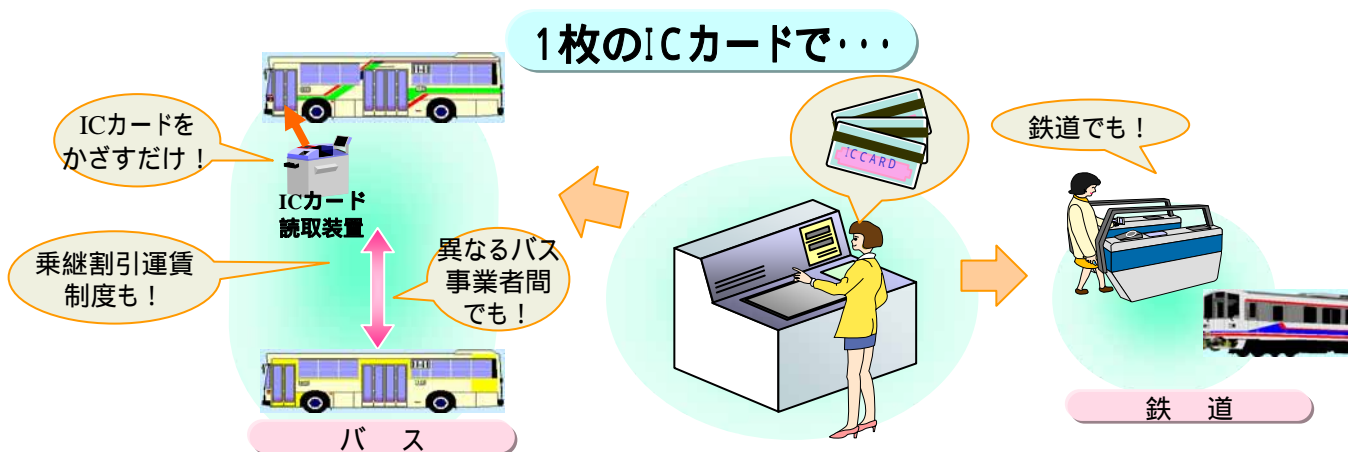 1枚のICカードで・・・
ICカードを
かざすだけ！
ICカード
読取装置
乗継割引運賃
制度も！
異なるバス
事業者間
でも！
バ　ス
ICCARD
鉄道でも！
鉄　道